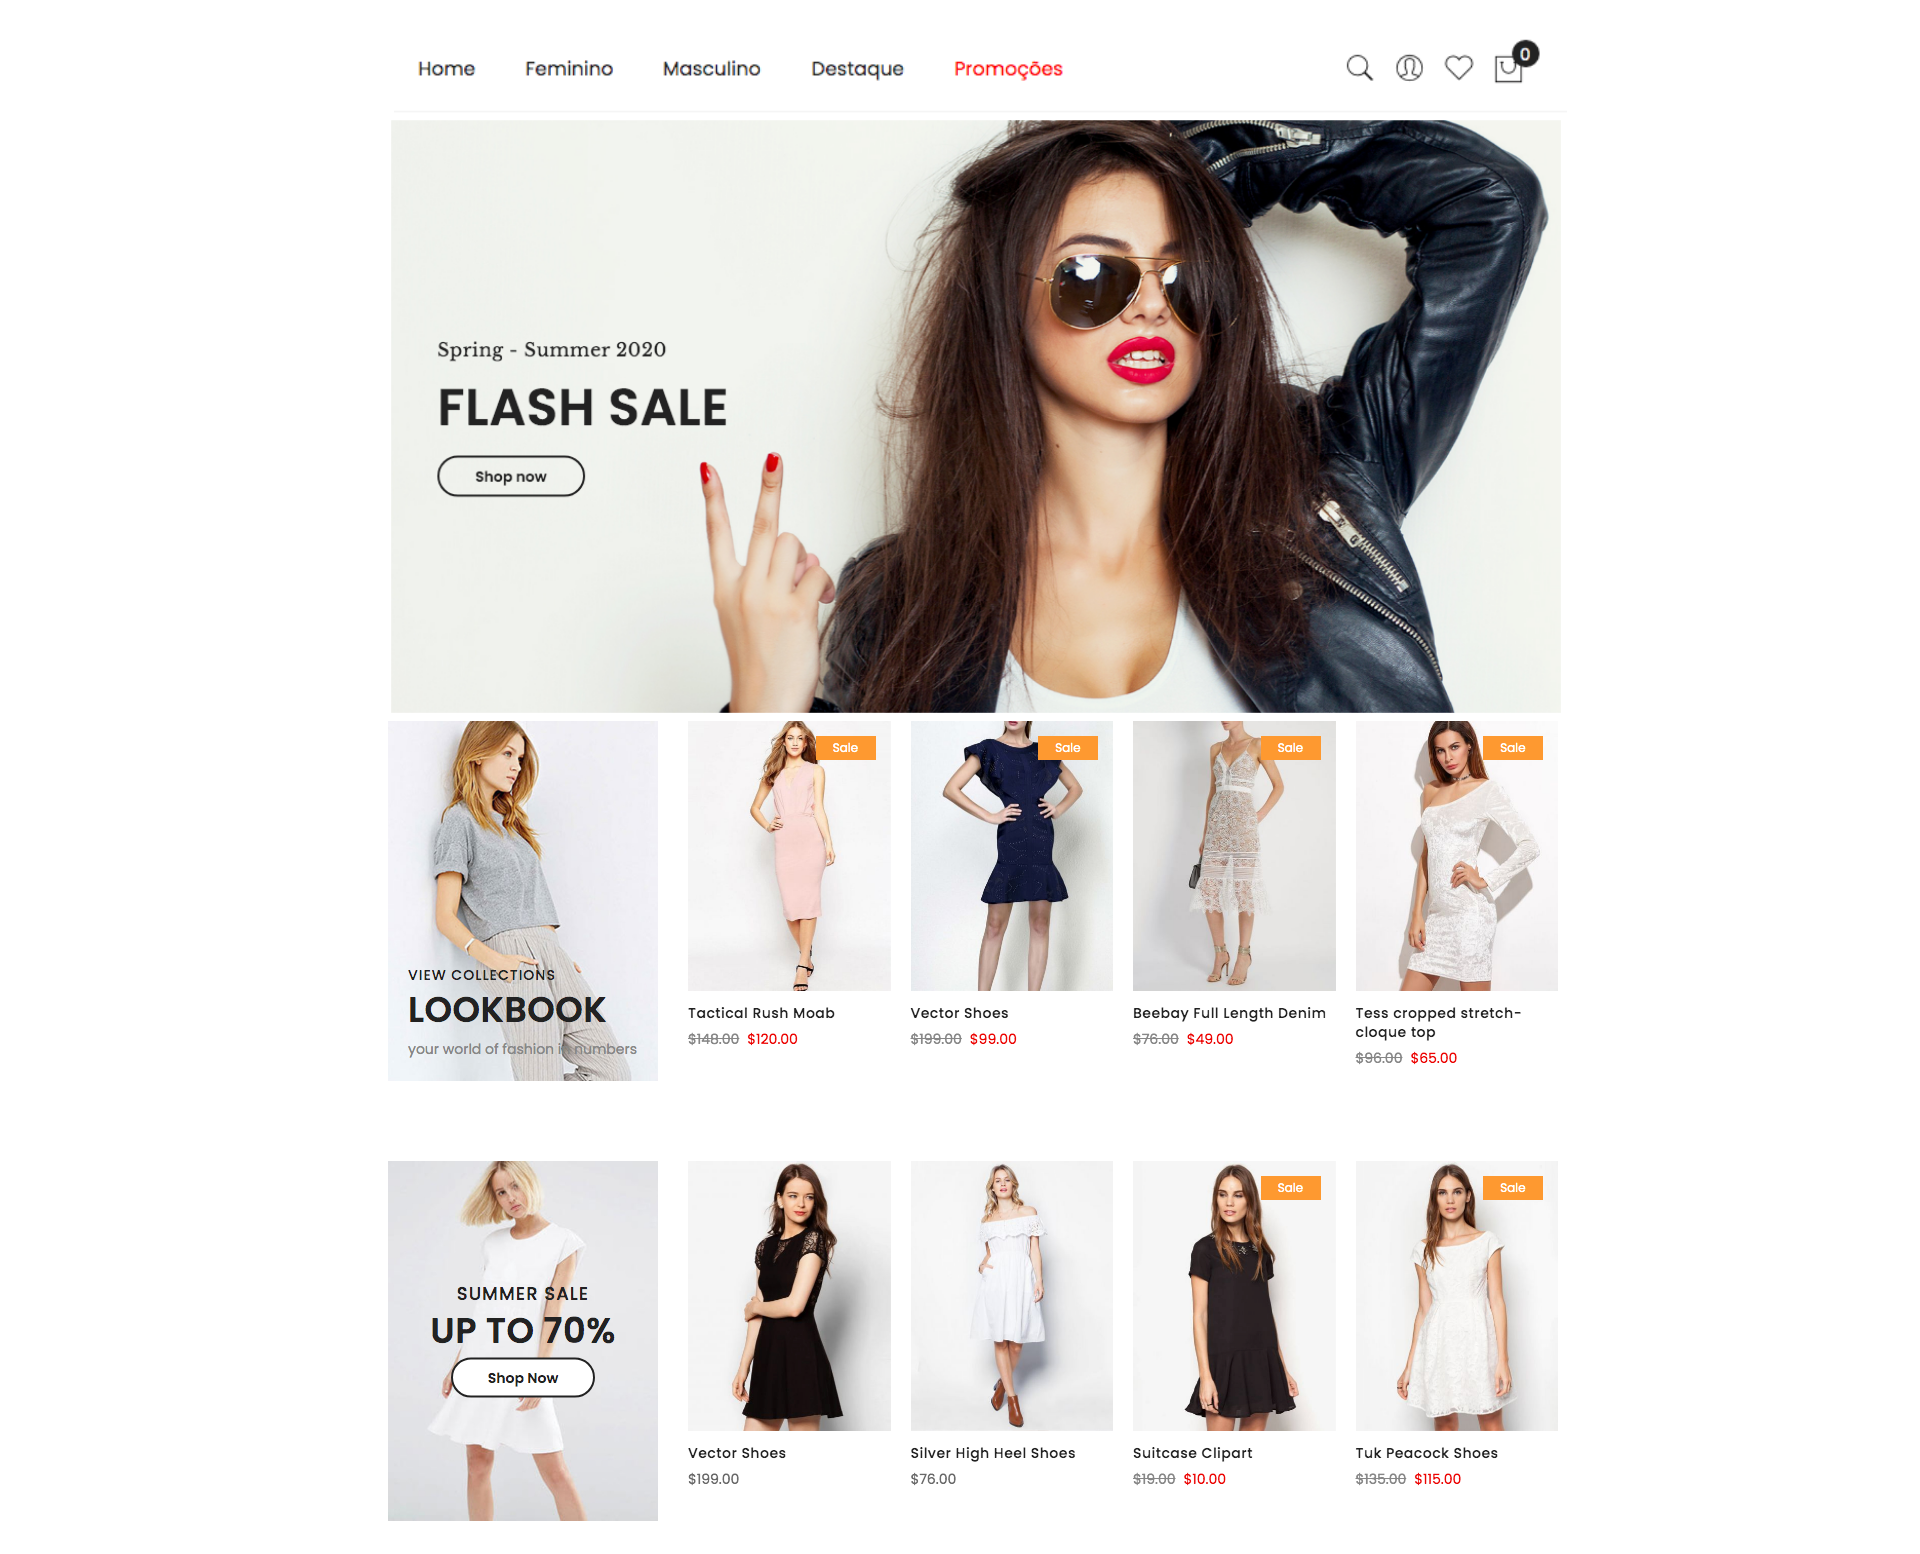 Home Feminino Masculino Destaque Promoções 0
Spring - Summer 2020
FLASH SALE
Shop now
VIEW COLLECTIONS
LOOKBOOK
your world of fashion in numbers
Sale
Tactical Rush Moab
$148.00 $120.00
Sale
Vector Shoes
$199.00 $99.00
Sale
Beebay Full Length Denim
$76.00 $49.00
Sale
Tess cropped stretch-
cloque top
$96.00 $65.00
SUMMER SALE
UP TO 70%
Shop Now
Vector Shoes
$199.00
Silver High Heel Shoes
$76.00
Sale
Suitcase Clipart
$19.00 $10.00
Sale
Tuk Peacock Shoes
$135.00 $115.00